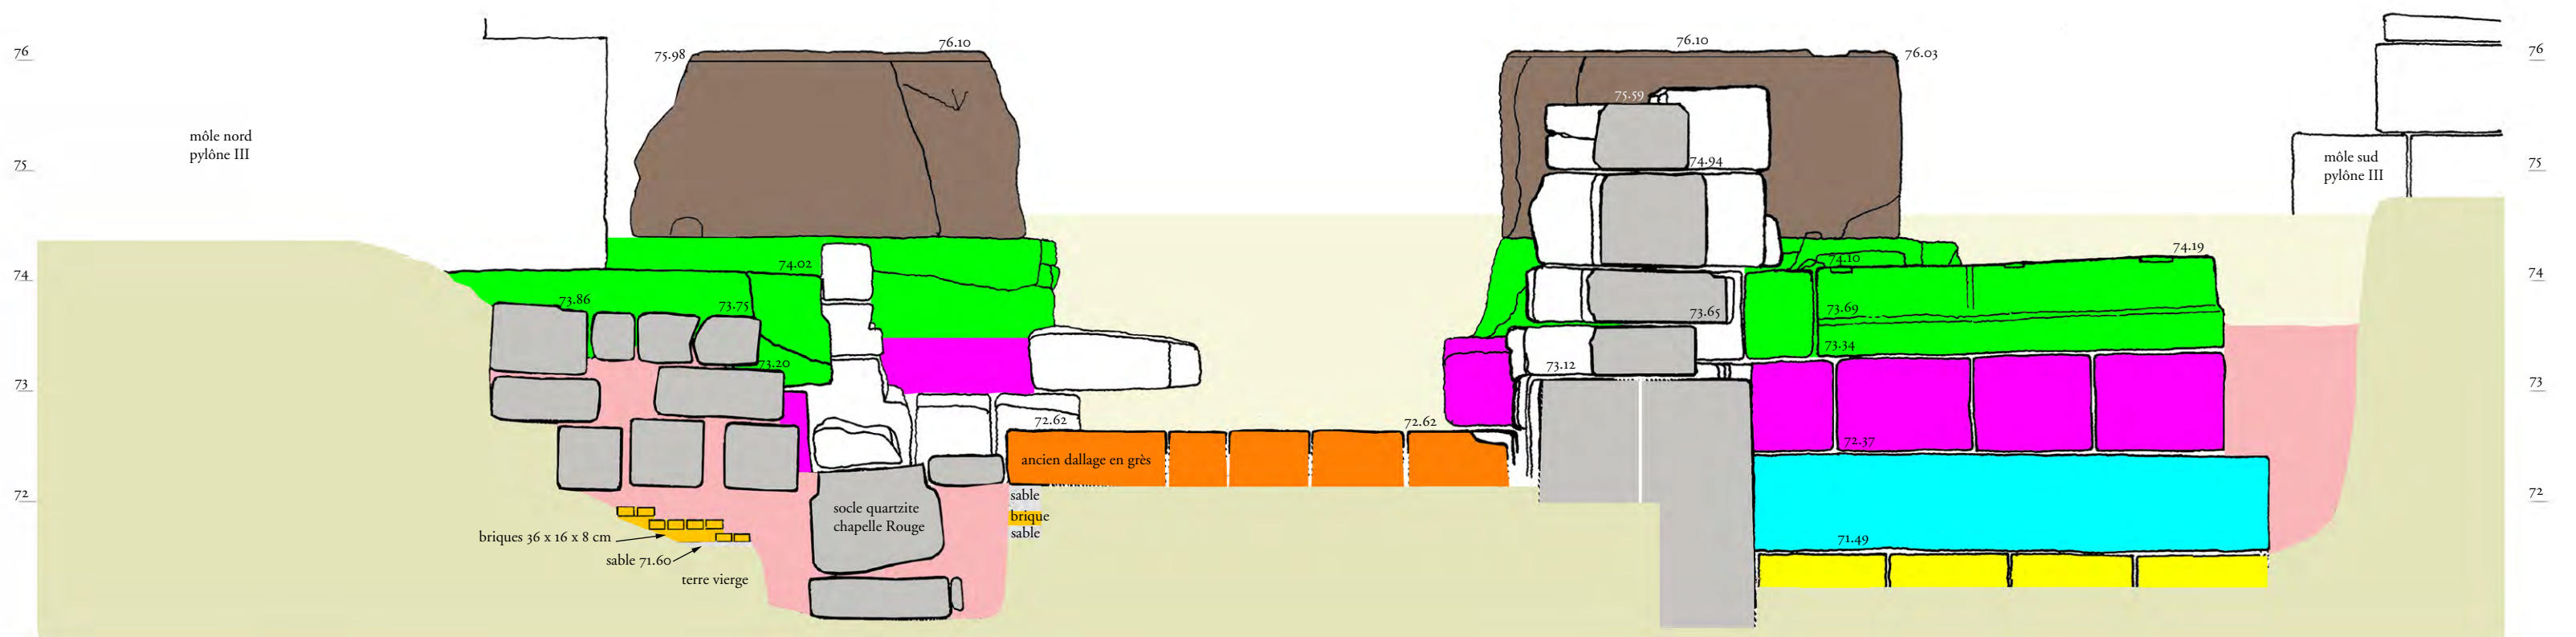 76
75
74
73
72
môle nord
pylône III
75.98
76.10
74.02
73.86
73.75
73.20
72.62
ancien dallage en grès
72.62
sable
brique
sable
socle quartzite
chapelle Rouge
briques 36 x 16 x 8 cm
sable 71.60
terre vierge
76.10
76.03
75.59
74.94
73.65
73.12
74.10
74.19
73.69
73.34
72.37
71.49
môle sud
pylône III
76
75
74
73
72